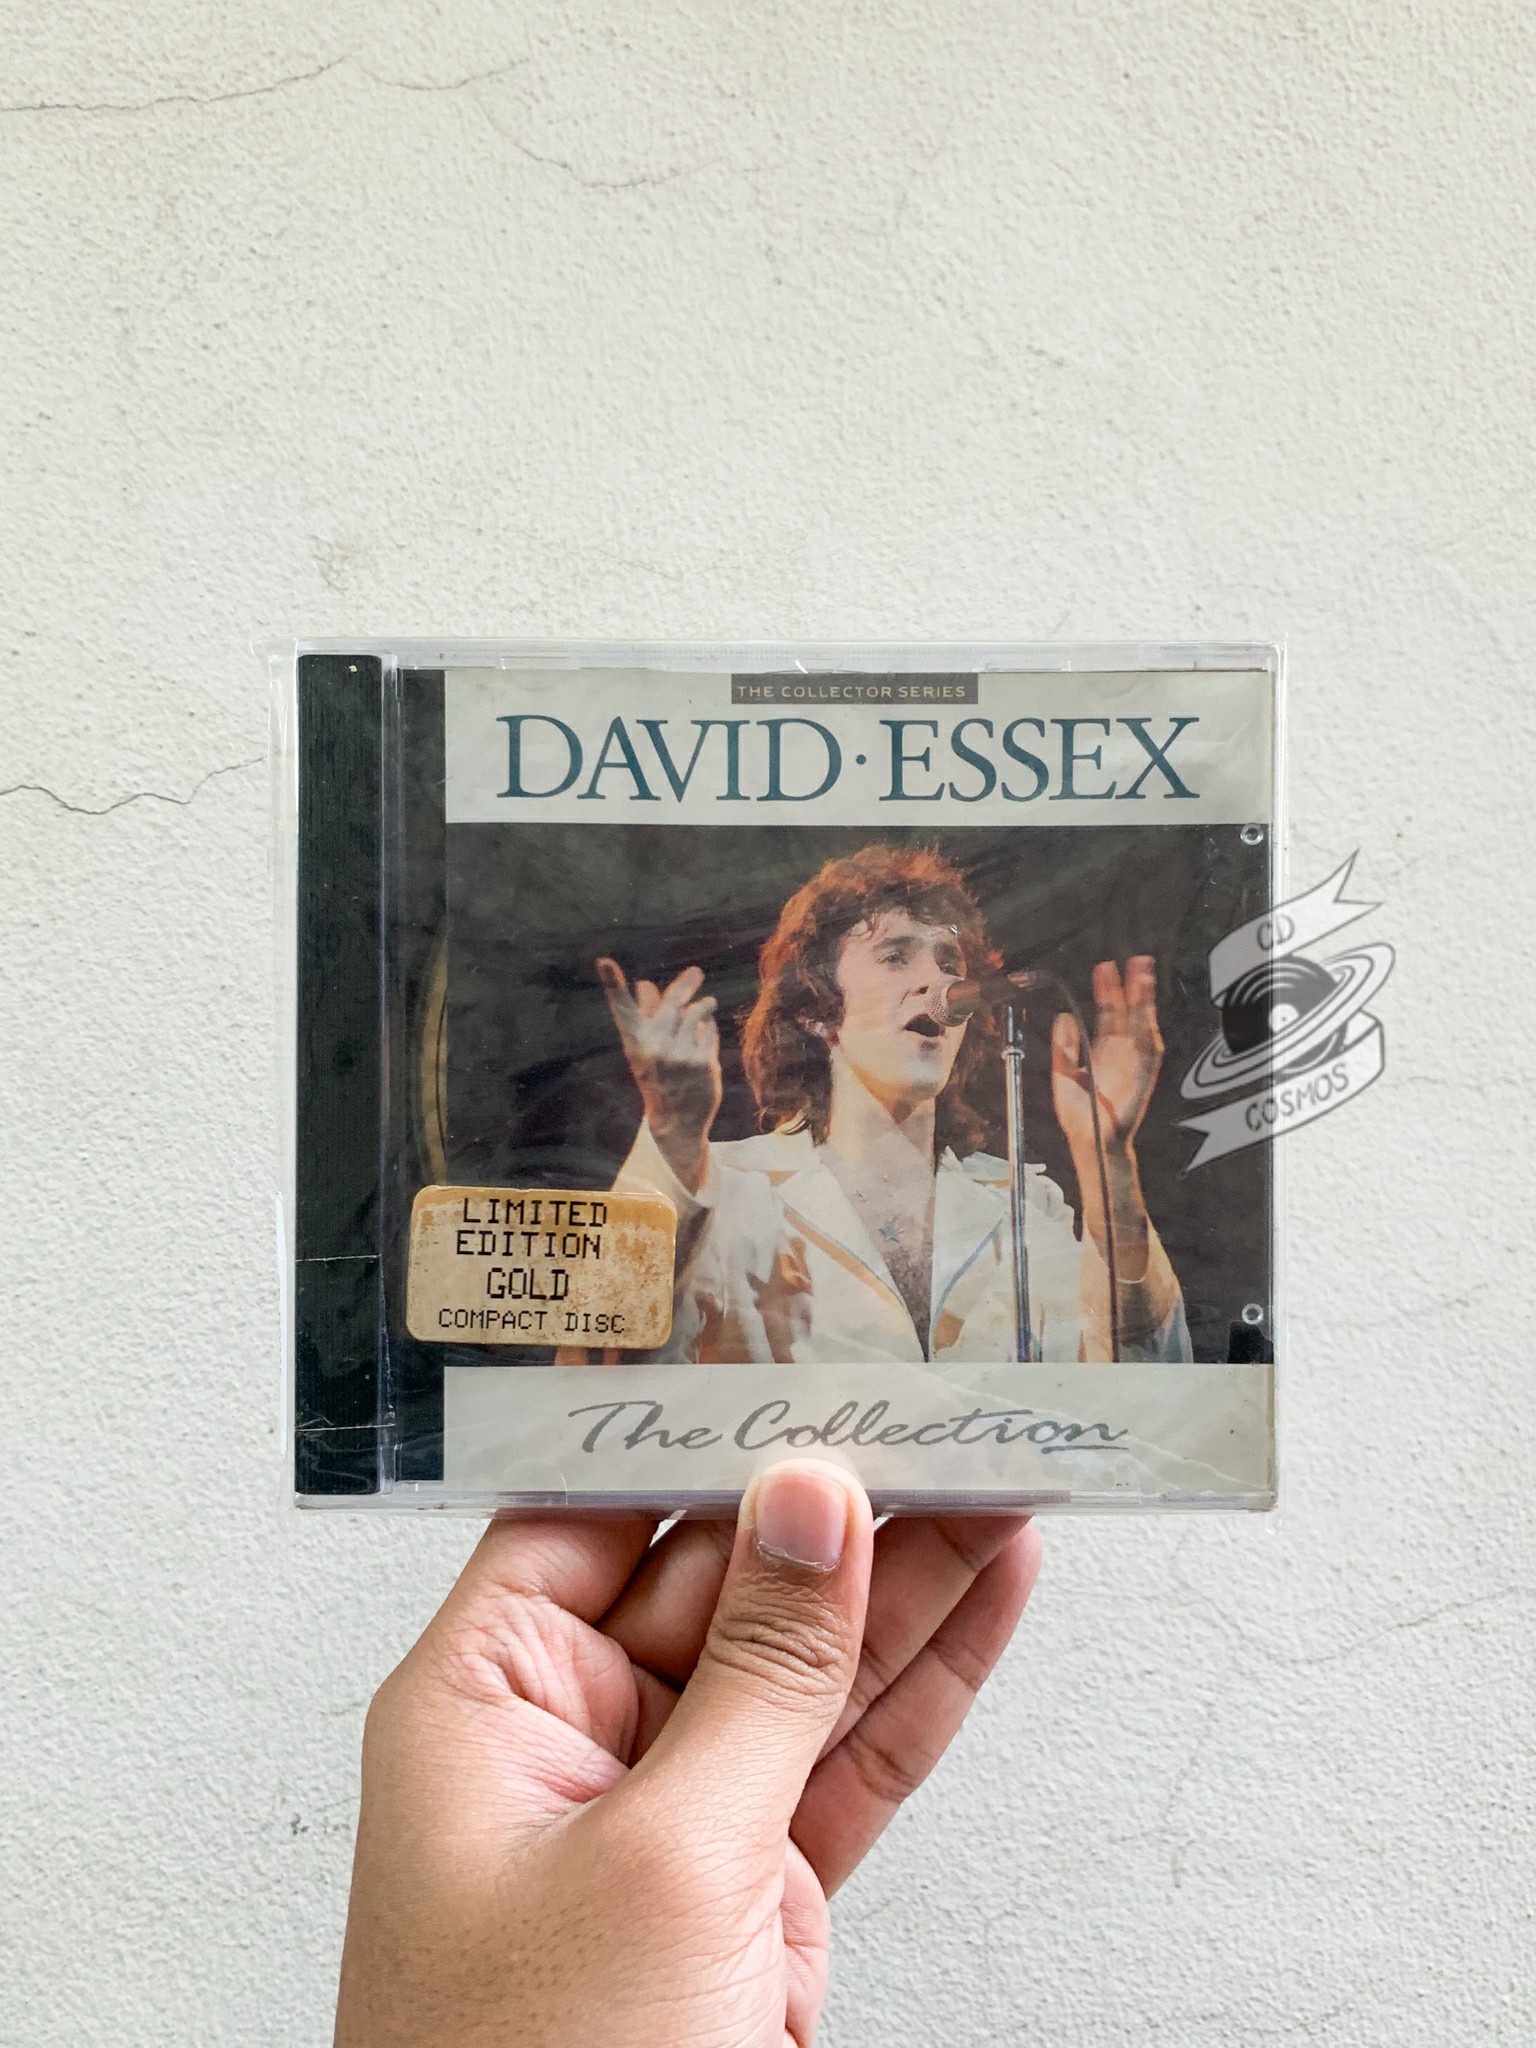 THE COLLECTOR SERIES
DAVID·ESSEX
CD
COSMOS
LIMITED
EDITION
GOLD
COMPACT DISC
The Collection